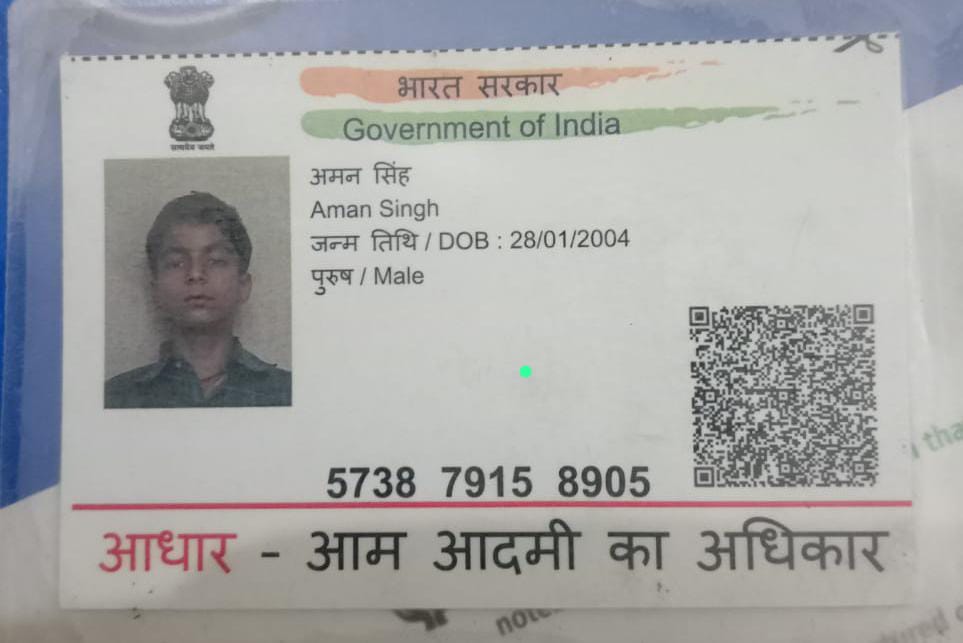 भारत सरकार
Government of India
सत्यमेव जयते
अमन सिंह
Aman Singh
जन्म तिथि / DOB : 28/01/2004
पुरुष / Male
5738 7915 8905
आधार - आम आदमी का अधिकार
tha